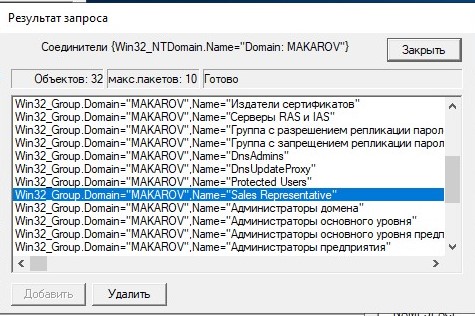 Результат запроса
Соединители {Win32_NTDomain.Name="Domain: MAKAROV"}
Закрыть
Объектов: 32 макс.пакетов: 10 Готово
Win32_Group.Domain="MAKAROV",Name="Издатели сертификатов"
Win32_Group.Domain="MAKAROV",Name="Серверы RAS и IAS"
Win32_Group.Domain="MAKAROV",Name="Группа с разрешением репликации парол
Win32_Group.Domain="MAKAROV",Name="Группа с запрещением репликации парол
Win32_Group.Domain="MAKAROV",Name="DnsAdmins"
Win32_Group.Domain="MAKAROV",Name="DnsUpdateProxy"
Win32_Group.Domain="MAKAROV",Name="Protected Users"
Win32_Group.Domain="MAKAROV",Name="Sales Representative"
Win32_Group.Domain="MAKAROV",Name="Администраторы домена"
Win32_Group.Domain="MAKAROV",Name="Администраторы основного уровня"
Win32_Group.Domain="MAKAROV",Name="Администраторы основного уровня предп
Win32_Group.Domain="MAKAROV",Name="Администраторы предприятия"
Добавить Удалить